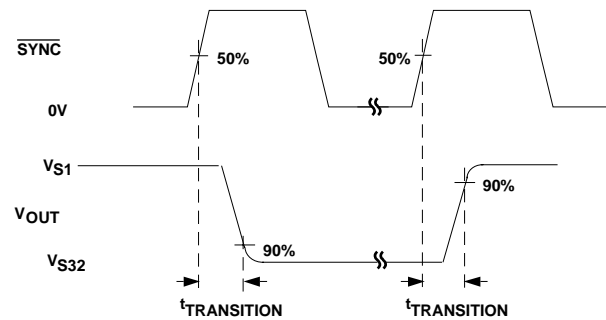 SYNC
50%
50%
0V
VS1
90%
VOUT
90%
VS32
tTRANSITION
tTRANSITION